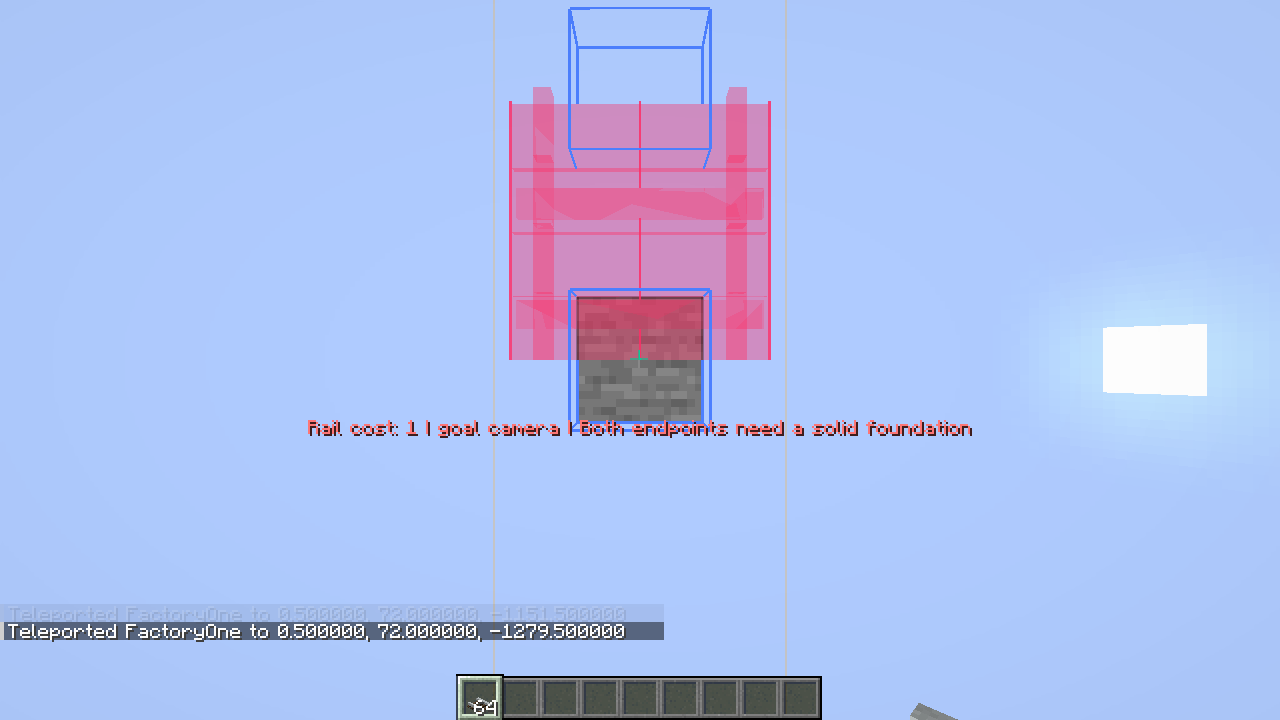 Rail cost: 1 | goal camera | Both endpoints need a solid foundation
Teleported FactoryOne to 0.500000, 72.000000, -1151.500000
Teleported FactoryOne to 0.500000, 72.000000, -1279.500000
64